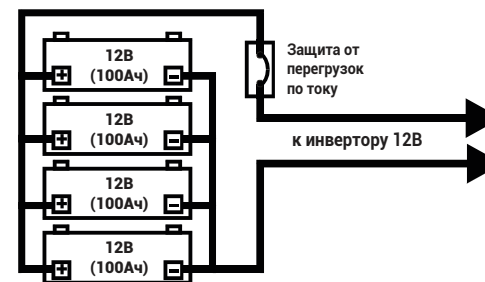 12В
(100Ач)
+
−
12В
(100Ач)
+
−
12В
(100Ач)
+
−
12В
(100Ач)
+
−
Защита от
перегрузок
по току
к инвертору 12В